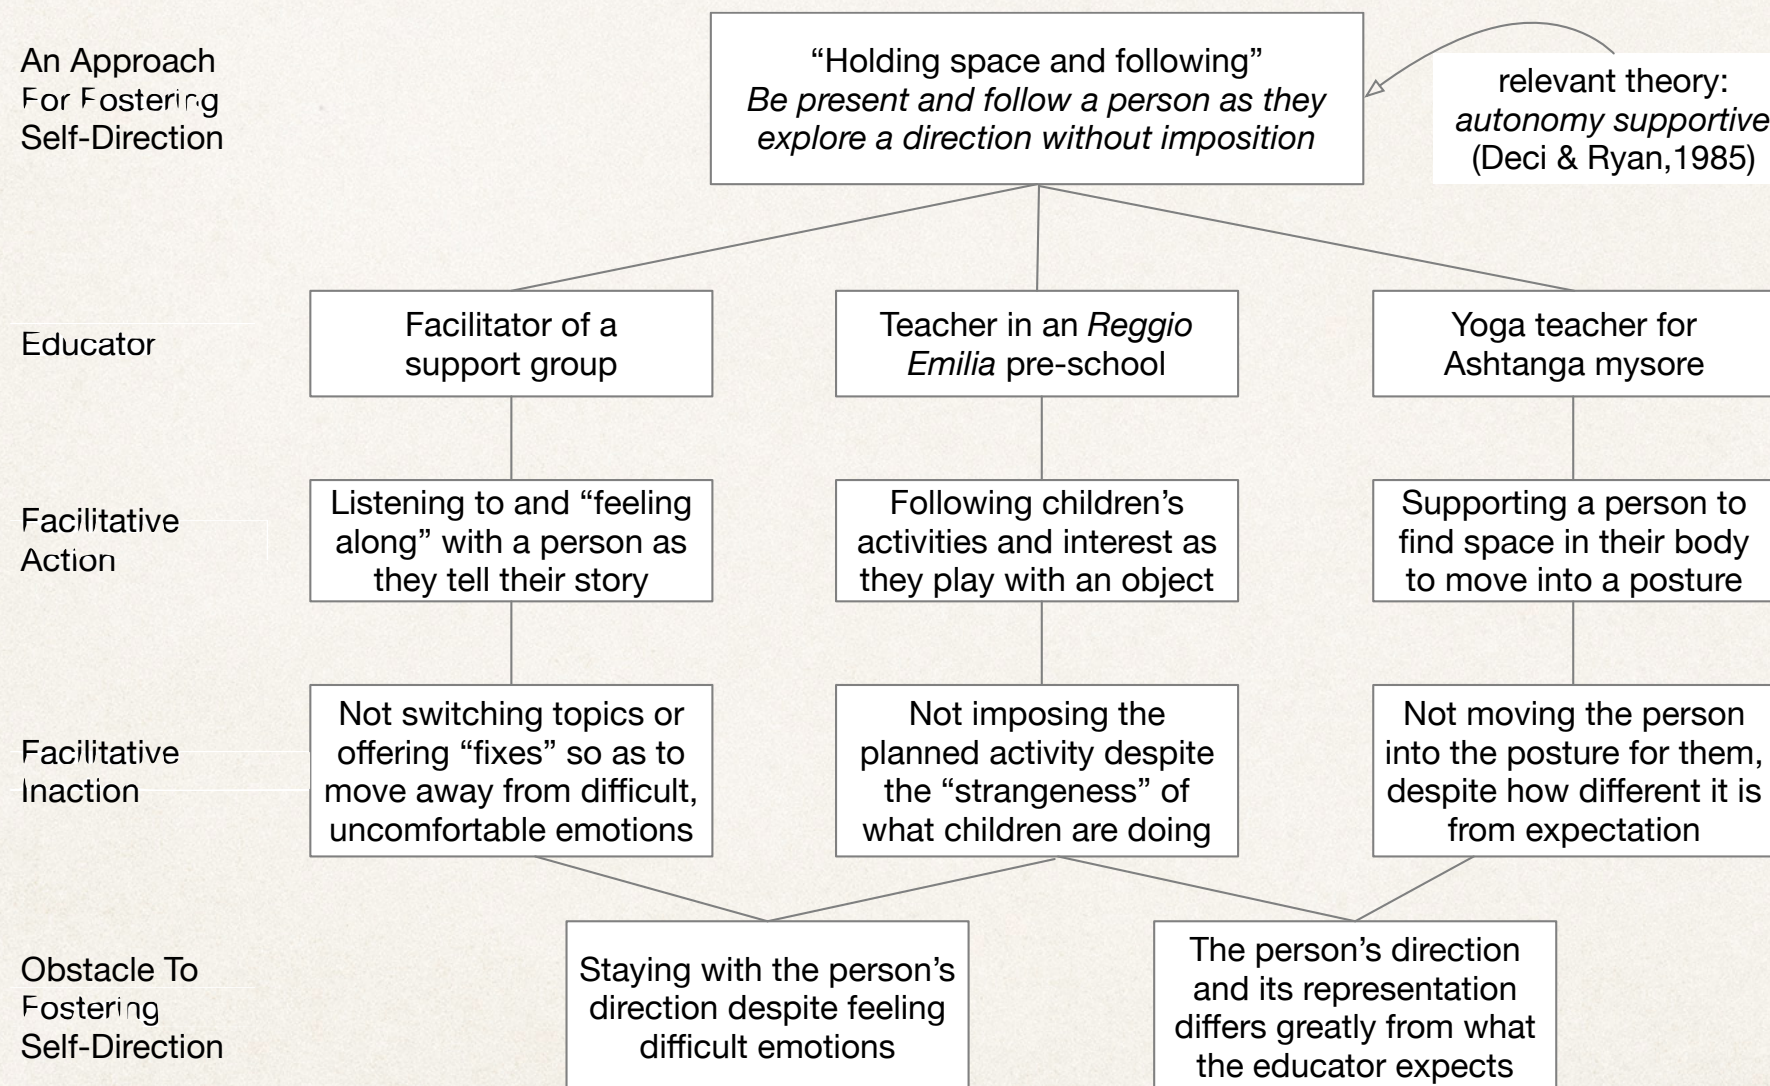 An Approach
For Fostering
Self-Direction
“Holding space and following”
Be present and follow a person as they
explore a direction without imposition
relevant theory:
autonomy supportive
(Deci & Ryan,1985)
Educator
Facilitator of a
support group
Teacher in an Reggio
Emilia pre-school
Yoga teacher for
Ashtanga mysore
Facilitative
Action
Listening to and “feeling
along” with a person as
they tell their story
Following children’s
activities and interest as
they play with an object
Supporting a person to
find space in their body
to move into a posture
Facilitative
Inaction
Not switching topics or
offering “fixes” so as to
move away from difficult,
uncomfortable emotions
Not imposing the
planned activity despite
the “strangeness” of
what children are doing
Not moving the person
into the posture for them,
despite how different it is
from expectation
Obstacle To
Fostering
Self-Direction
Staying with the person’s
direction despite feeling
difficult emotions
The person’s direction
and its representation
differs greatly from what
the educator expects